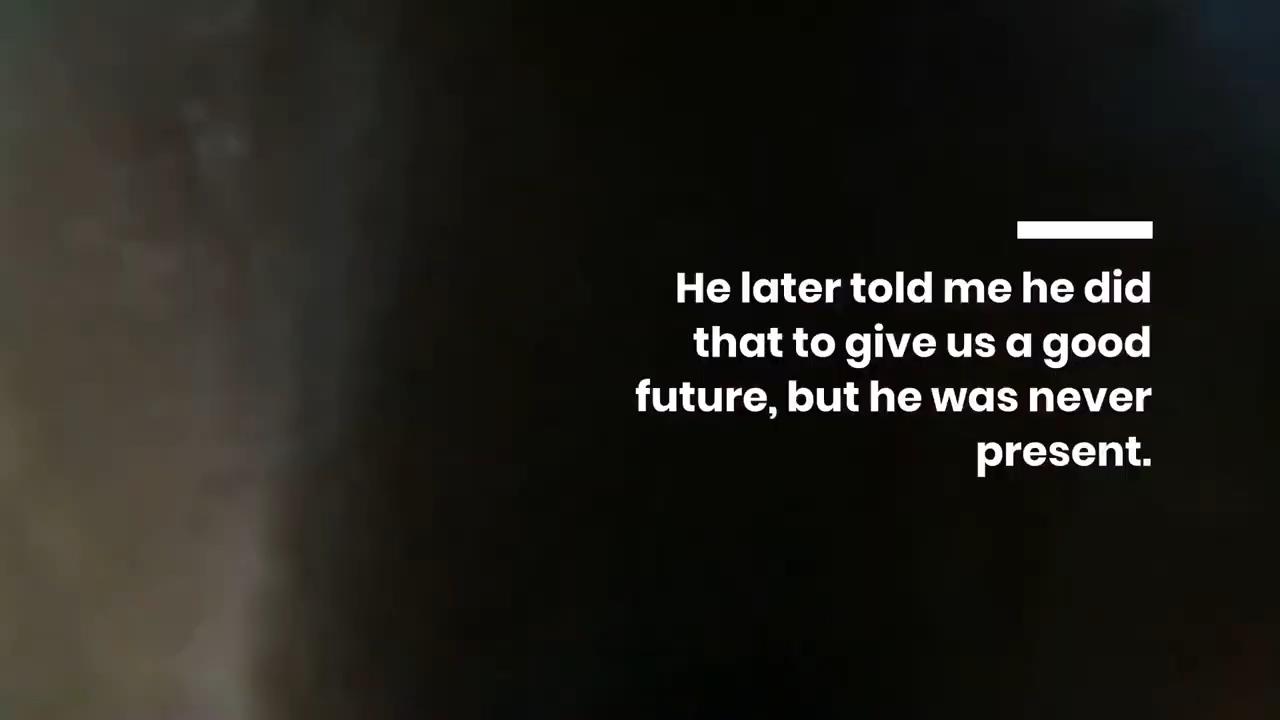 He later told me he did
that to give us a good
future, but he was never
present.